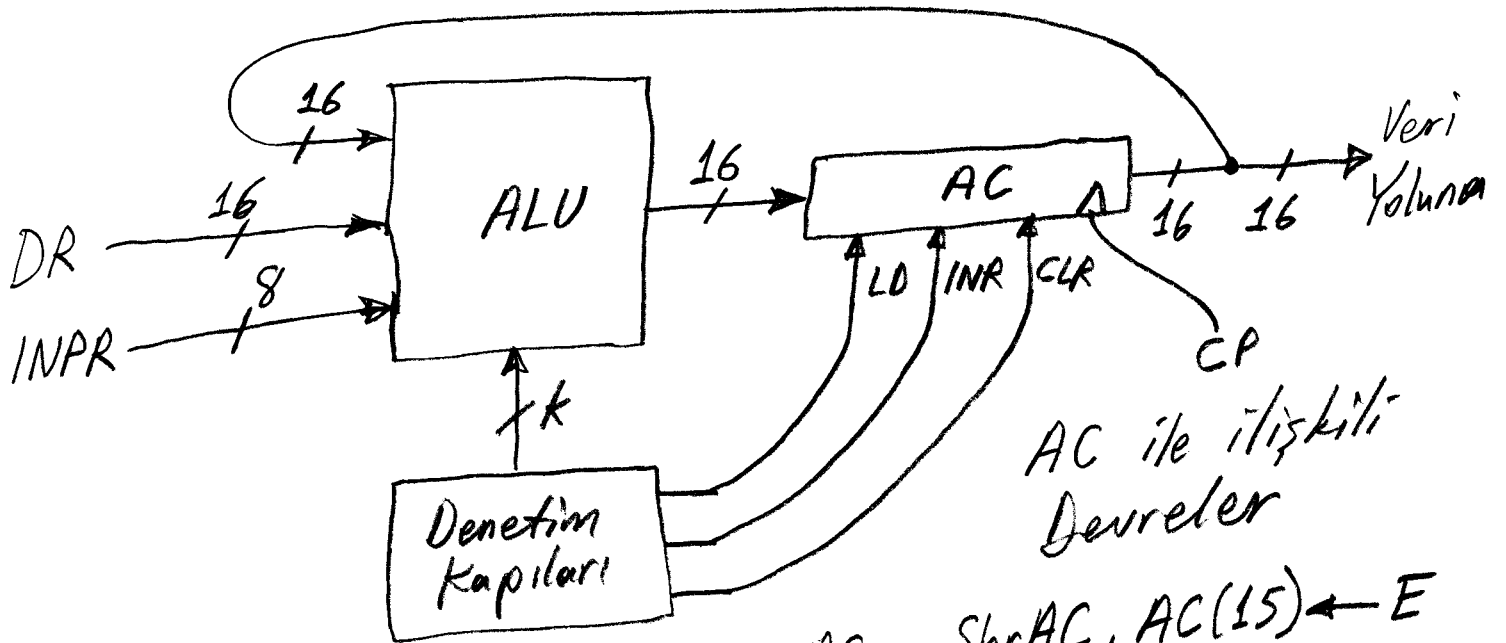 16
16
DR
8
INPR
ALU
16
AC
LD INR CLR
CP
16 16
Veri
Yoluna
k
Denetim
Kapıları
AC ile ilişkili
Devreler
ShrAC, AC(15) ← E